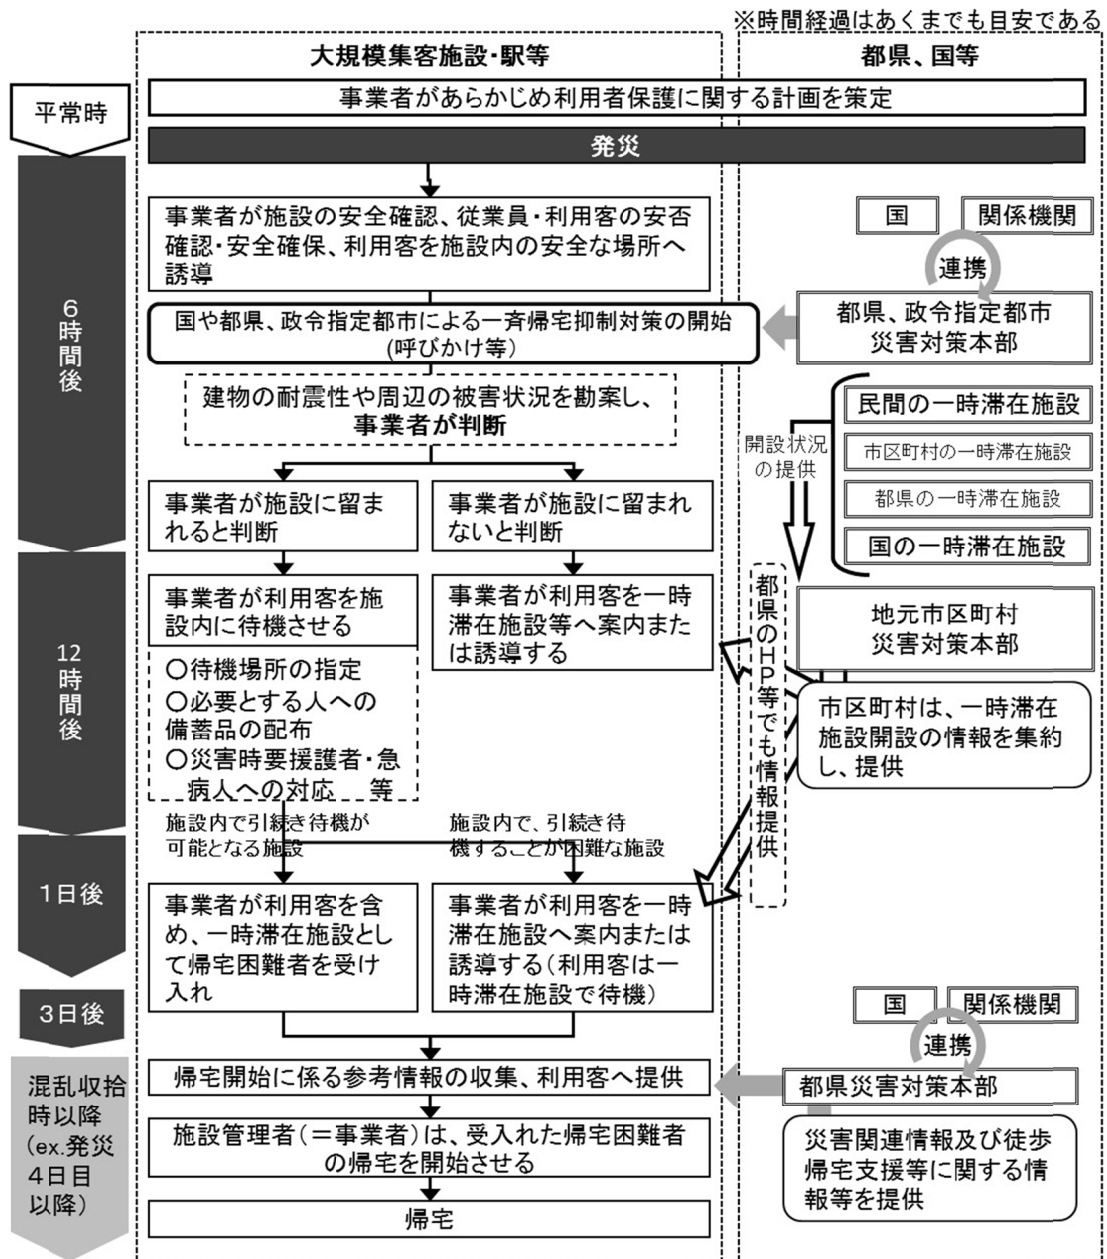 ※時間経過はあくまでも目安である
大規模集客施設・駅等
都県、国等
平常時
事業者があらかじめ利用者保護に関する計画を策定
発災
6時間後
事業者が施設の安全確認、従業員・利用客の安否
確認・安全確保、利用客を施設内の安全な場所へ
誘導
国
関係機関
連携
都県、政令指定都市
災害対策本部
国や都県、政令指定都市による一斉帰宅抑制対策の開始
(呼びかけ等)
建物の耐震性や周辺の被害状況を勘案し、
事業者が判断
開設状況
の提供
民間の一時滞在施設
市区町村の一時滞在施設
都県の一時滞在施設
国の一時滞在施設
事業者が施設に留ま
れると判断
事業者が施設に留まれ
ないと判断
12時間後
事業者が利用客を施
設内に待機させる
事業者が利用客を一時
滞在施設等へ案内また
は誘導する
○待機場所の指定
○必要とする人への
備蓄品の配布
○災害時要援護者・急
病人への対応 等
都県のHP等でも情報提供
地元市区町村
災害対策本部
市区町村は、一時滞在
施設開設の情報を集約
し、提供
施設内で引続き待機が
可能となる施設
施設内で、引続き待
機することが困難な施設
1日後
事業者が利用客を含
め、一時滞在施設とし
て帰宅困難者を受け
入れ
事業者が利用客を一時
滞在施設へ案内または
誘導する(利用客は一
時滞在施設で待機)
3日後
国
関係機関
連携
都県災害対策本部
災害関連情報及び徒歩
帰宅支援等に関する情
報等を提供
混乱収拾
時以降
(ex.発災
4日目
以降)
帰宅開始に係る参考情報の収集、利用客へ提供
施設管理者(=事業者)は、受入れた帰宅困難者
の帰宅を開始させる
帰宅